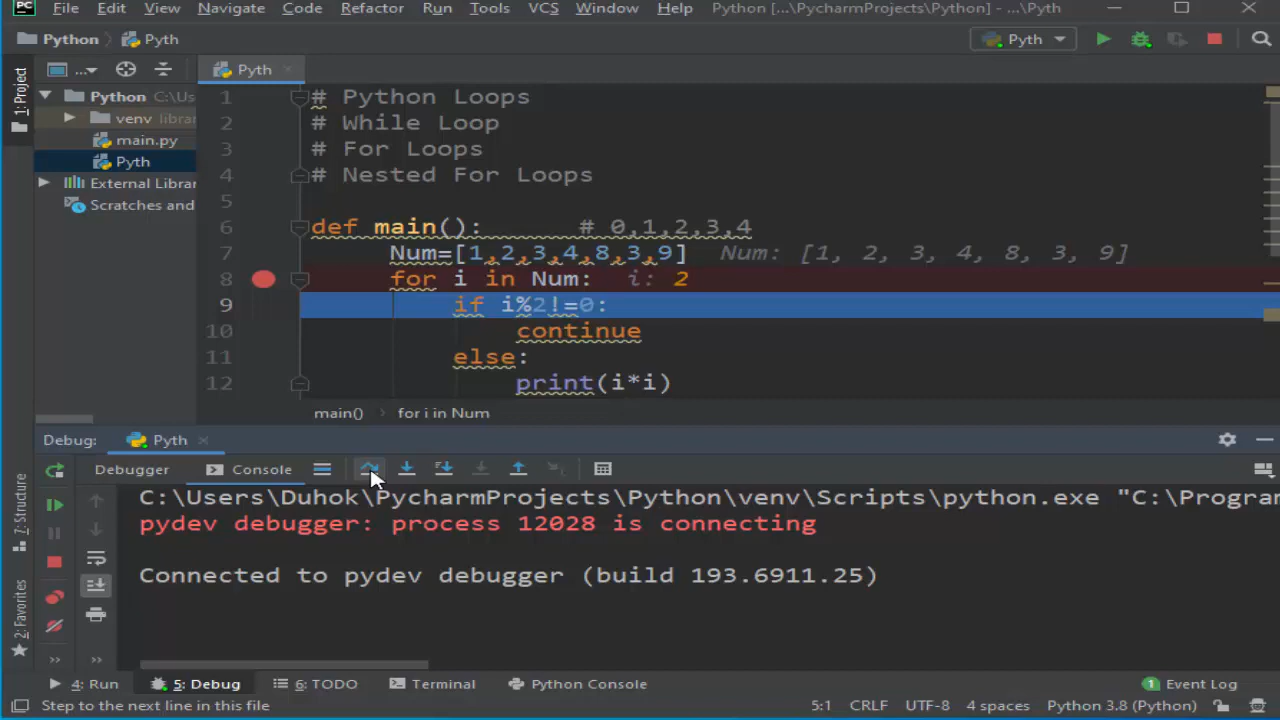 PC File Edit View Navigate Code Refactor Run Tools VCS Window Help Python [...\PycharmProjects\Python] - ...\Pyth
Python Pyth Pyth
1: Project ... Pyth
Python C:\Us
venv libra
main.py
Pyth
External Librar
Scratches and
1 # Python Loops
2 # While Loop
3 # For Loops
4 # Nested For Loops
5
6 def main(): # 0,1,2,3,4
7 Num=[1,2,3,4,8,3,9] Num: [1, 2, 3, 4, 8, 3, 9]
8 for i in Num: i: 2
9 if i%2!=0:
10 continue
11 else:
12 print(i*i)
main() for i in Num
Debug: Pyth
Debugger Console
C:\Users\Duhok\PycharmProjects\Python\venv\Scripts\python.exe "C:\Program
pydev debugger: process 12028 is connecting
Connected to pydev debugger (build 193.6911.25)
7: Structure
2: Favorites
4: Run 5: Debug 6: TODO Terminal Python Console 1 Event Log
Step to the next line in this file 5:1 CRLF UTF-8 4 spaces Python 3.8 (Python)